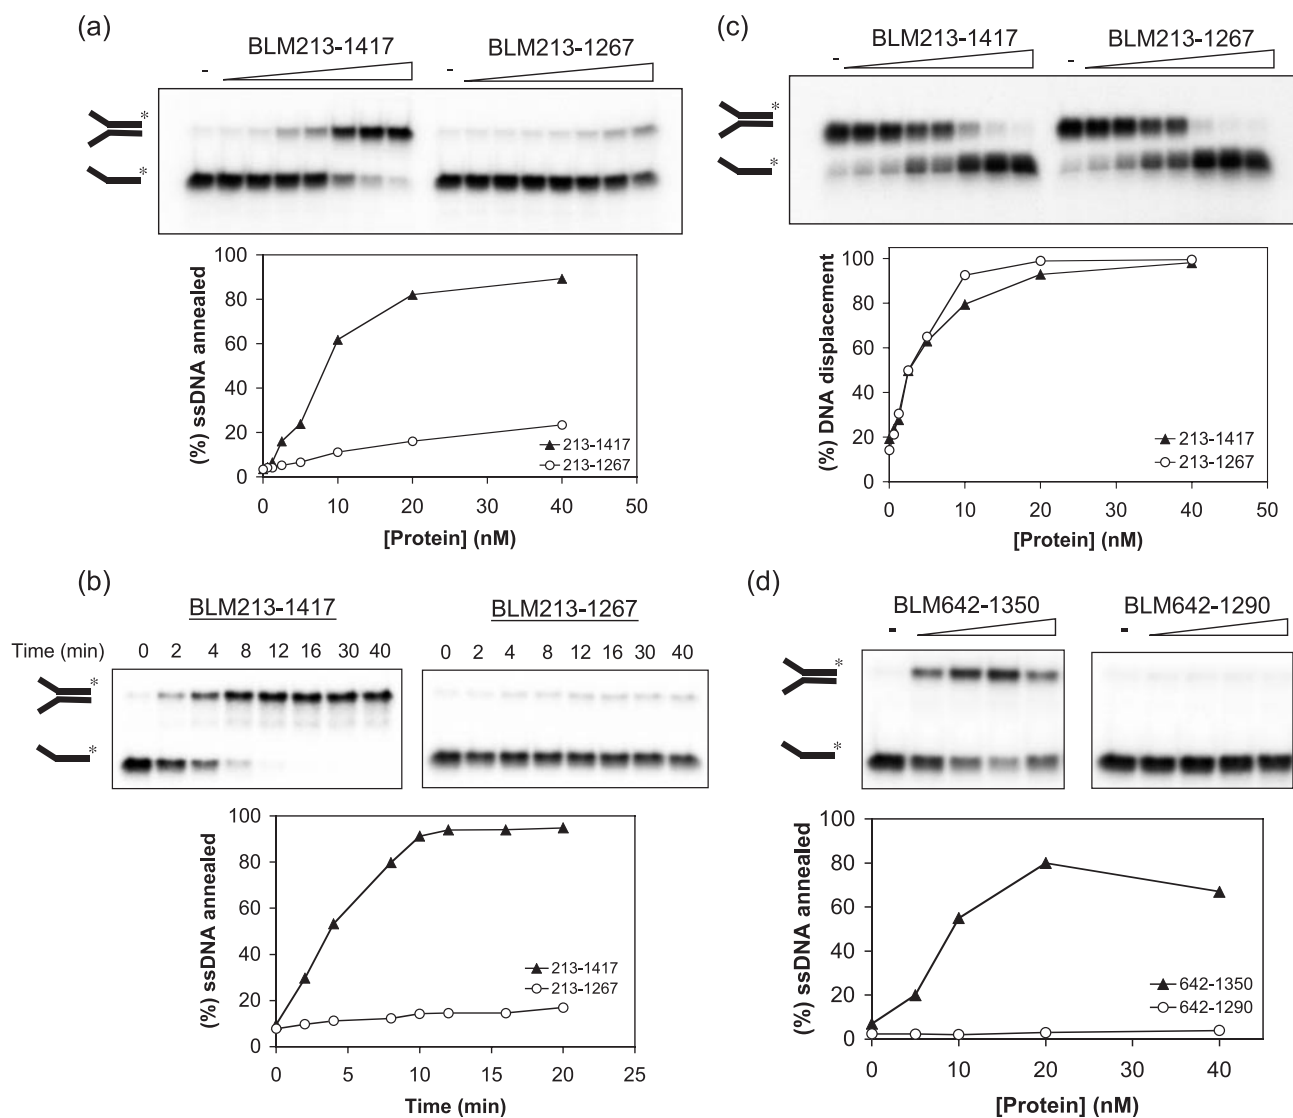 (a)
BLM213-1417 BLM213-1267
- -
*
*
100
80
60
40
20
0
(%) ssDNA annealed
213-1417
213-1267
0 10 20 30 40 50
[Protein] (nM)
(c)
BLM213-1417 BLM213-1267
- -
*
*
100
80
60
40
20
0
(%) DNA displacement
213-1417
213-1267
0 10 20 30 40 50
[Protein] (nM)
(b)
BLM213-1417 BLM213-1267
Time (min) 0 2 4 8 12 16 30 40 0 2 4 8 12 16 30 40
*
*
100
80
60
40
20
0
(%) ssDNA annealed
213-1417
213-1267
0 5 10 15 20 25
Time (min)
(d)
BLM642-1350 BLM642-1290
- -
*
*
100
80
60
40
20
0
(%) ssDNA annealed
642-1350
642-1290
0 10 20 30 40
[Protein] (nM)